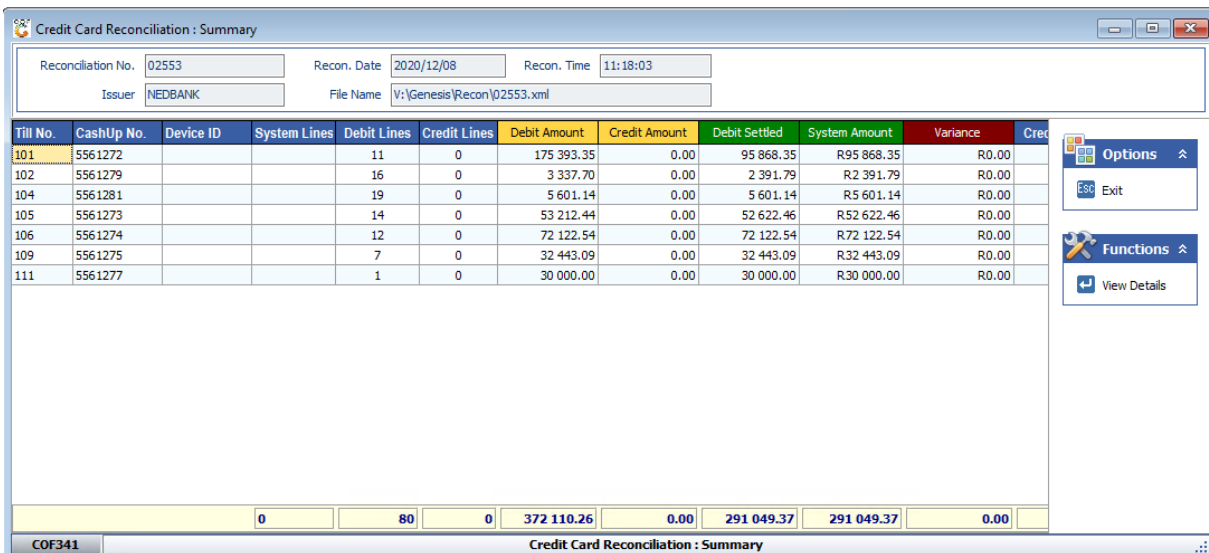 Credit Card Reconciliation : Summary
Reconciliation No. 02553 Recon. Date 2020/12/08 Recon. Time 11:18:03
Issuer NEDBANK File Name V:\Genesis\Recon\02553.xml
Till No. CashUp No. Device ID System Lines Debit Lines Credit Lines Debit Amount Credit Amount Debit Settled System Amount Variance Cred
101 5561272 11 0 175 393.35 0.00 95 868.35 R95 868.35 R0.00
102 5561279 16 0 3 337.70 0.00 2 391.79 R2 391.79 R0.00
104 5561281 19 0 5 601.14 0.00 5 601.14 R5 601.14 R0.00
105 5561273 14 0 53 212.44 0.00 52 622.46 R52 622.46 R0.00
106 5561274 12 0 72 122.54 0.00 72 122.54 R72 122.54 R0.00
109 5561275 7 0 32 443.09 0.00 32 443.09 R32 443.09 R0.00
111 5561277 1 0 30 000.00 0.00 30 000.00 R30 000.00 R0.00
0 80 0 372 110.26 0.00 291 049.37 291 049.37 0.00
Options
Esc Exit
Functions
View Details
COF341 Credit Card Reconciliation : Summary